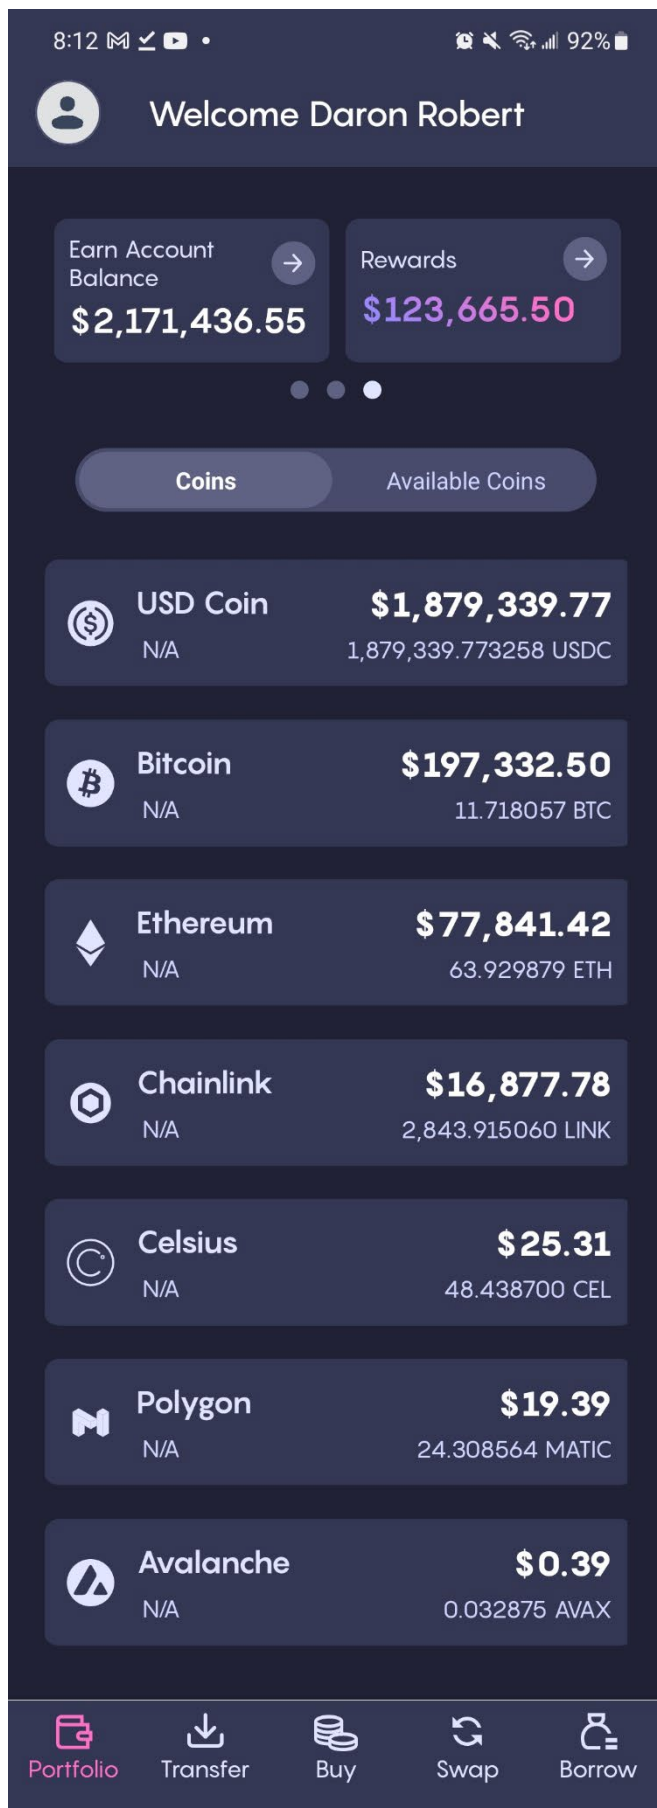 8:12
92%
Welcome Daron Robert
Earn Account
Balance
$2,171,436.55
Rewards
$123,665.50
Coins
Available Coins
USD Coin
$1,879,339.77
N/A
1,879,339.773258 USDC
Bitcoin
$197,332.50
N/A
11.718057 BTC
Ethereum
$77,841.42
N/A
63.929879 ETH
Chainlink
$16,877.78
N/A
2,843.915060 LINK
Celsius
$25.31
N/A
48.438700 CEL
Polygon
$19.39
N/A
24.308564 MATIC
Avalanche
$0.39
N/A
0.032875 AVAX
Portfolio
Transfer
Buy
Swap
Borrow